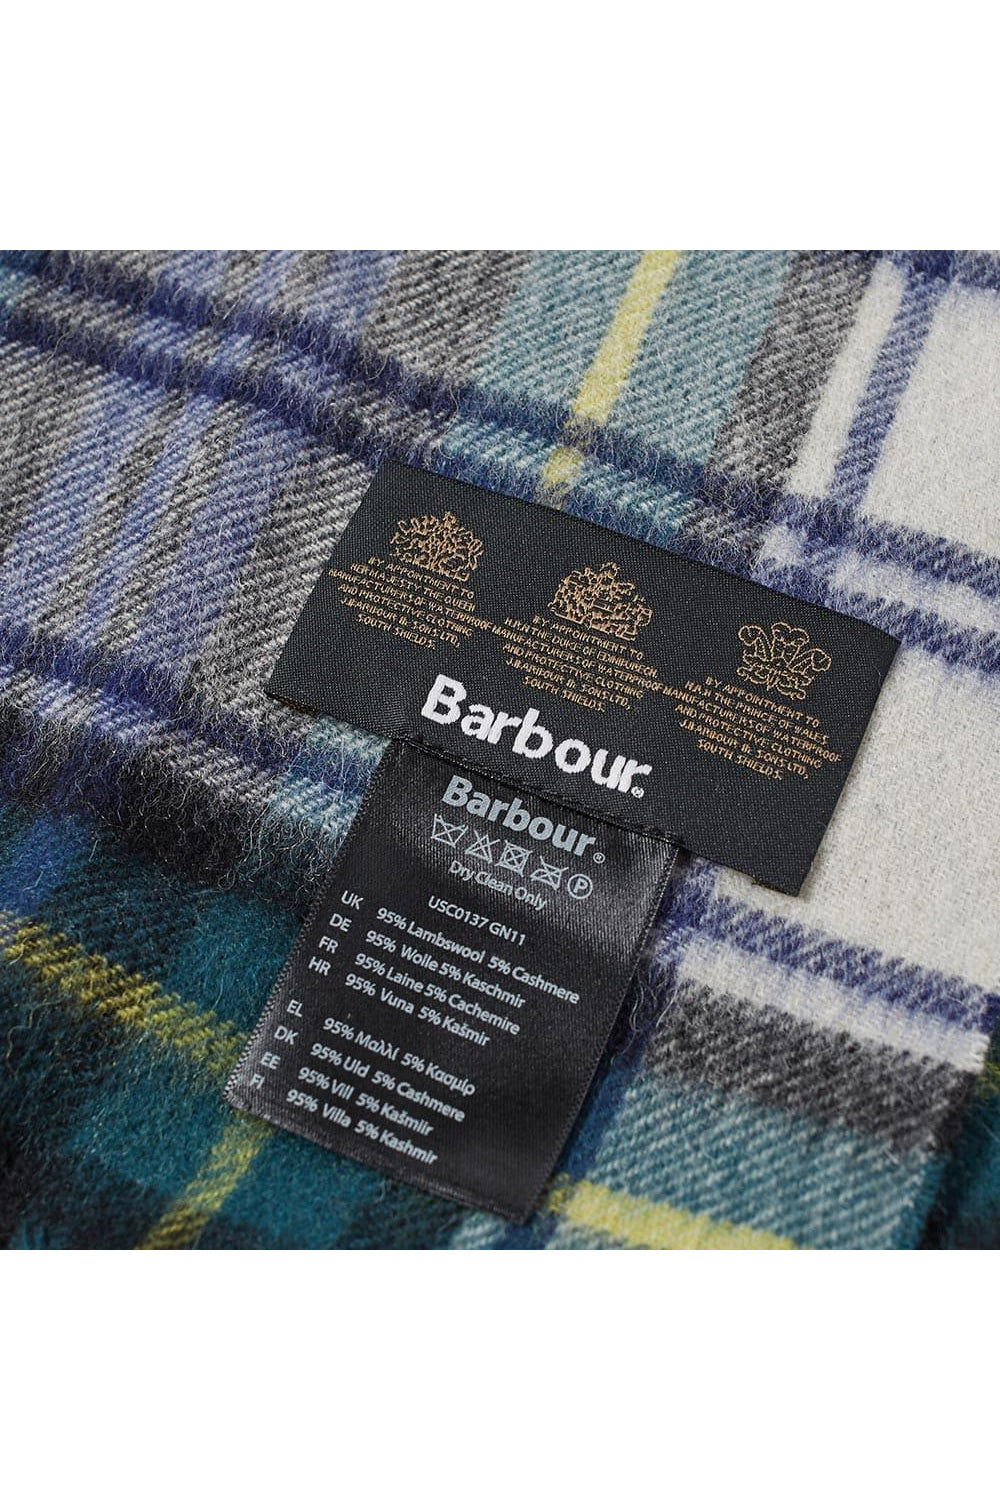 BY APPOINTMENT TO
HER MAJESTY THE QUEEN
MANUFACTURERS OF WATERPROOF
AND PROTECTIVE CLOTHING
J.BARBOUR & SONS LTD,
SOUTH SHIELDS.
BY APPOINTMENT TO
H.R.H THE DUKE OF EDINBURGH
MANUFACTURERS OF WATERPROOF
AND PROTECTIVE CLOTHING
J.BARBOUR & SONS LTD,
SOUTH SHIELDS.
BY APPOINTMENT TO
H.R.H THE PRINCE OF WALES
MANUFACTURERS OF WATERPROOF
AND PROTECTIVE CLOTHING
J.BARBOUR & SONS LTD,
SOUTH SHIELDS.
Barbour®
Barbour®
P
Dry Clean Only
USC0137 GN11
UK 95% Lambswool 5% Cashmere
DE 95% Wolle 5% Kaschmir
FR 95% Laine 5% Cachemire
HR 95% Vuna 5% Kašmir
EL 95% Μαλλί 5% Κασμίρ
DK 95% Uld 5% Cashmere
EE 95% Vill 5% Kašmiir
FI 95% Villa 5% Kashmir